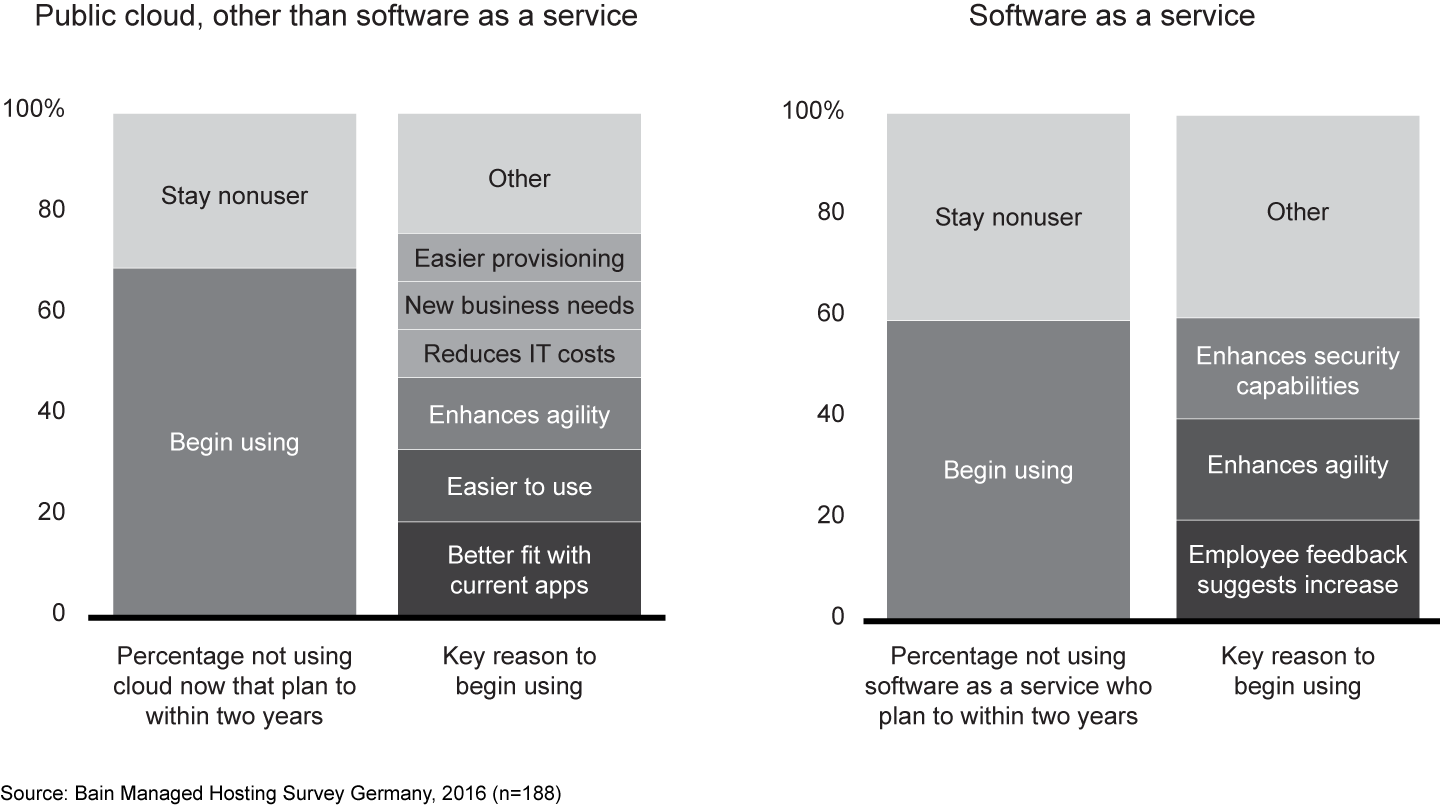 Public cloud, other than software as a service
100%
80
60
40
20
0
Stay nonuser
Begin using
Other
Easier provisioning
New business needs
Reduces IT costs
Enhances agility
Easier to use
Better fit with
current apps
Percentage not using
cloud now that plan to
within two years
Key reason to
begin using
Software as a service
100%
80
60
40
20
0
Stay nonuser
Begin using
Other
Enhances security
capabilities
Enhances agility
Employee feedback
suggests increase
Percentage not using
software as a service who
plan to within two years
Key reason to
begin using
Source: Bain Managed Hosting Survey Germany, 2016 (n=188)